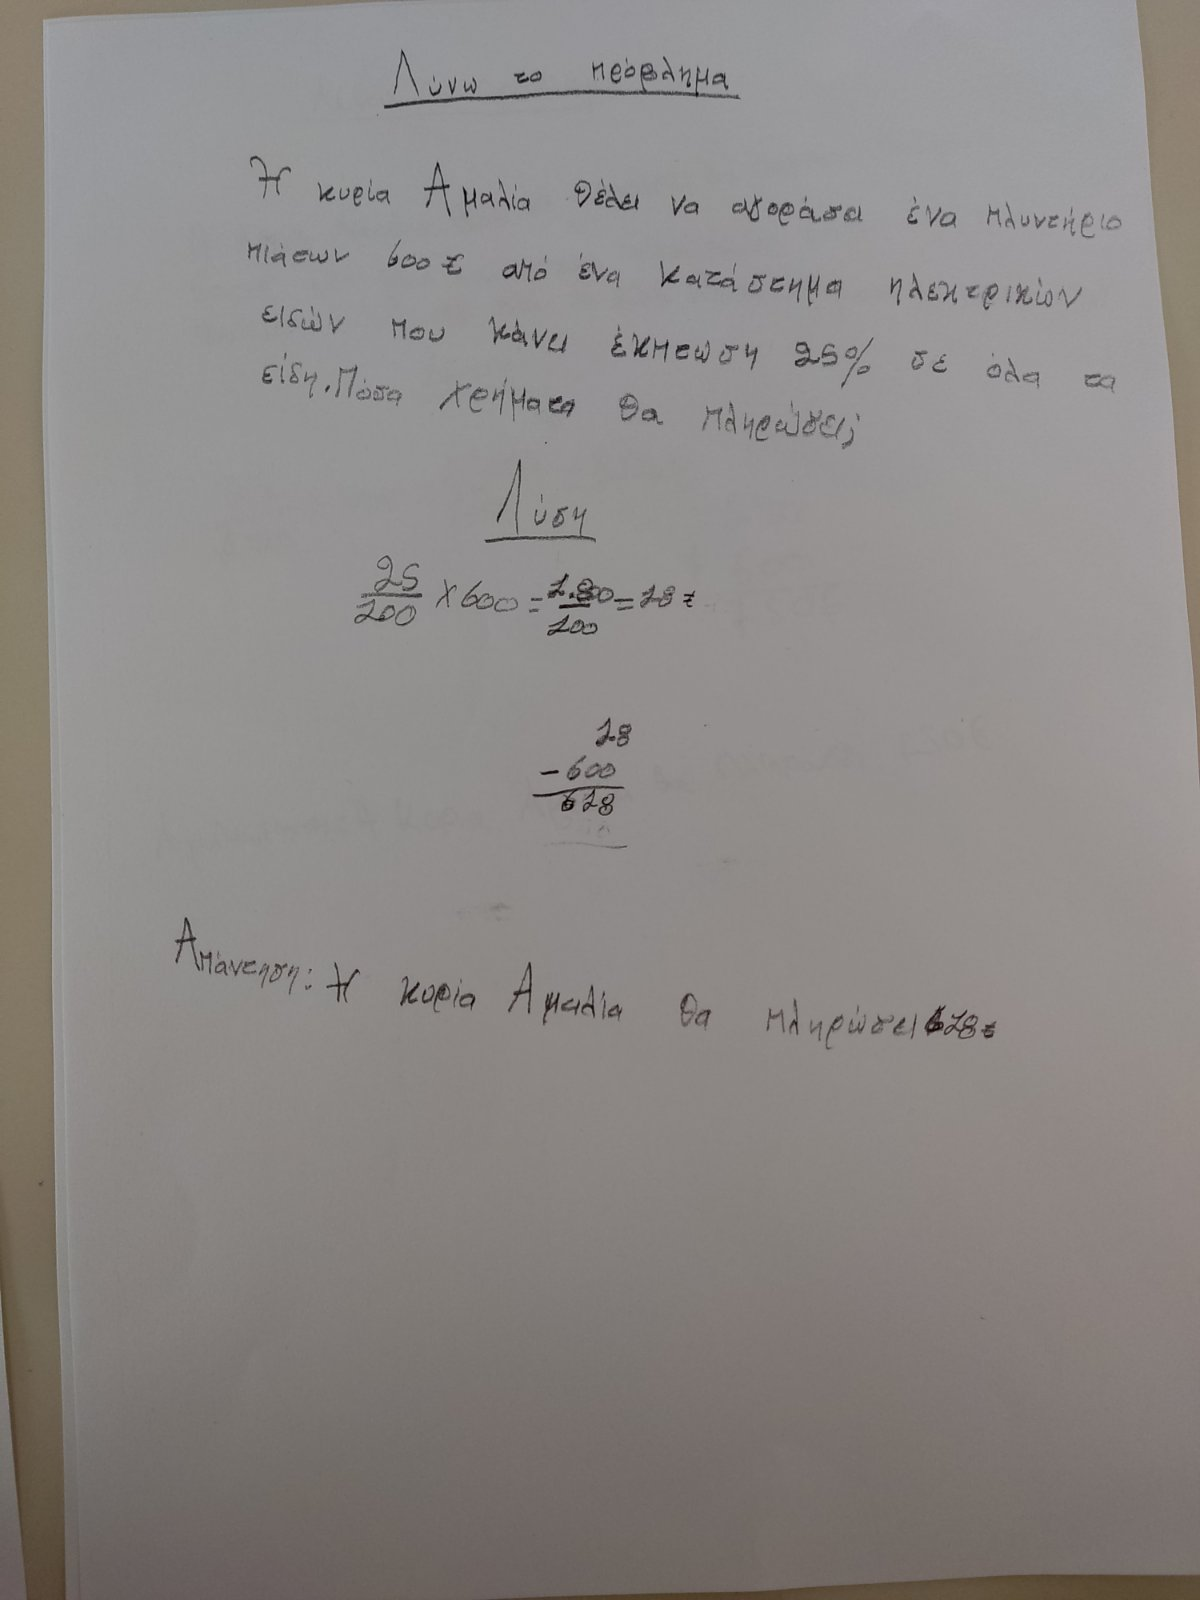 Λύνω το πρόβλημα
Η κυρία Αμαλία θέλει να αγοράσα ένα πλυντήριο
πιάτων 600€ από ένα κατάστημα ηλεκτρικών
ειδών που κάνει έκπτωση 25% σε όλα τα
είδη. Πόσα χρήματα θα πληρώσει;
Λύση
25/100 X 600 = 1.800/100 = 18€
18
- 600
618
Απάντηση: Η κυρία Αμαλία θα πληρώσει 618€